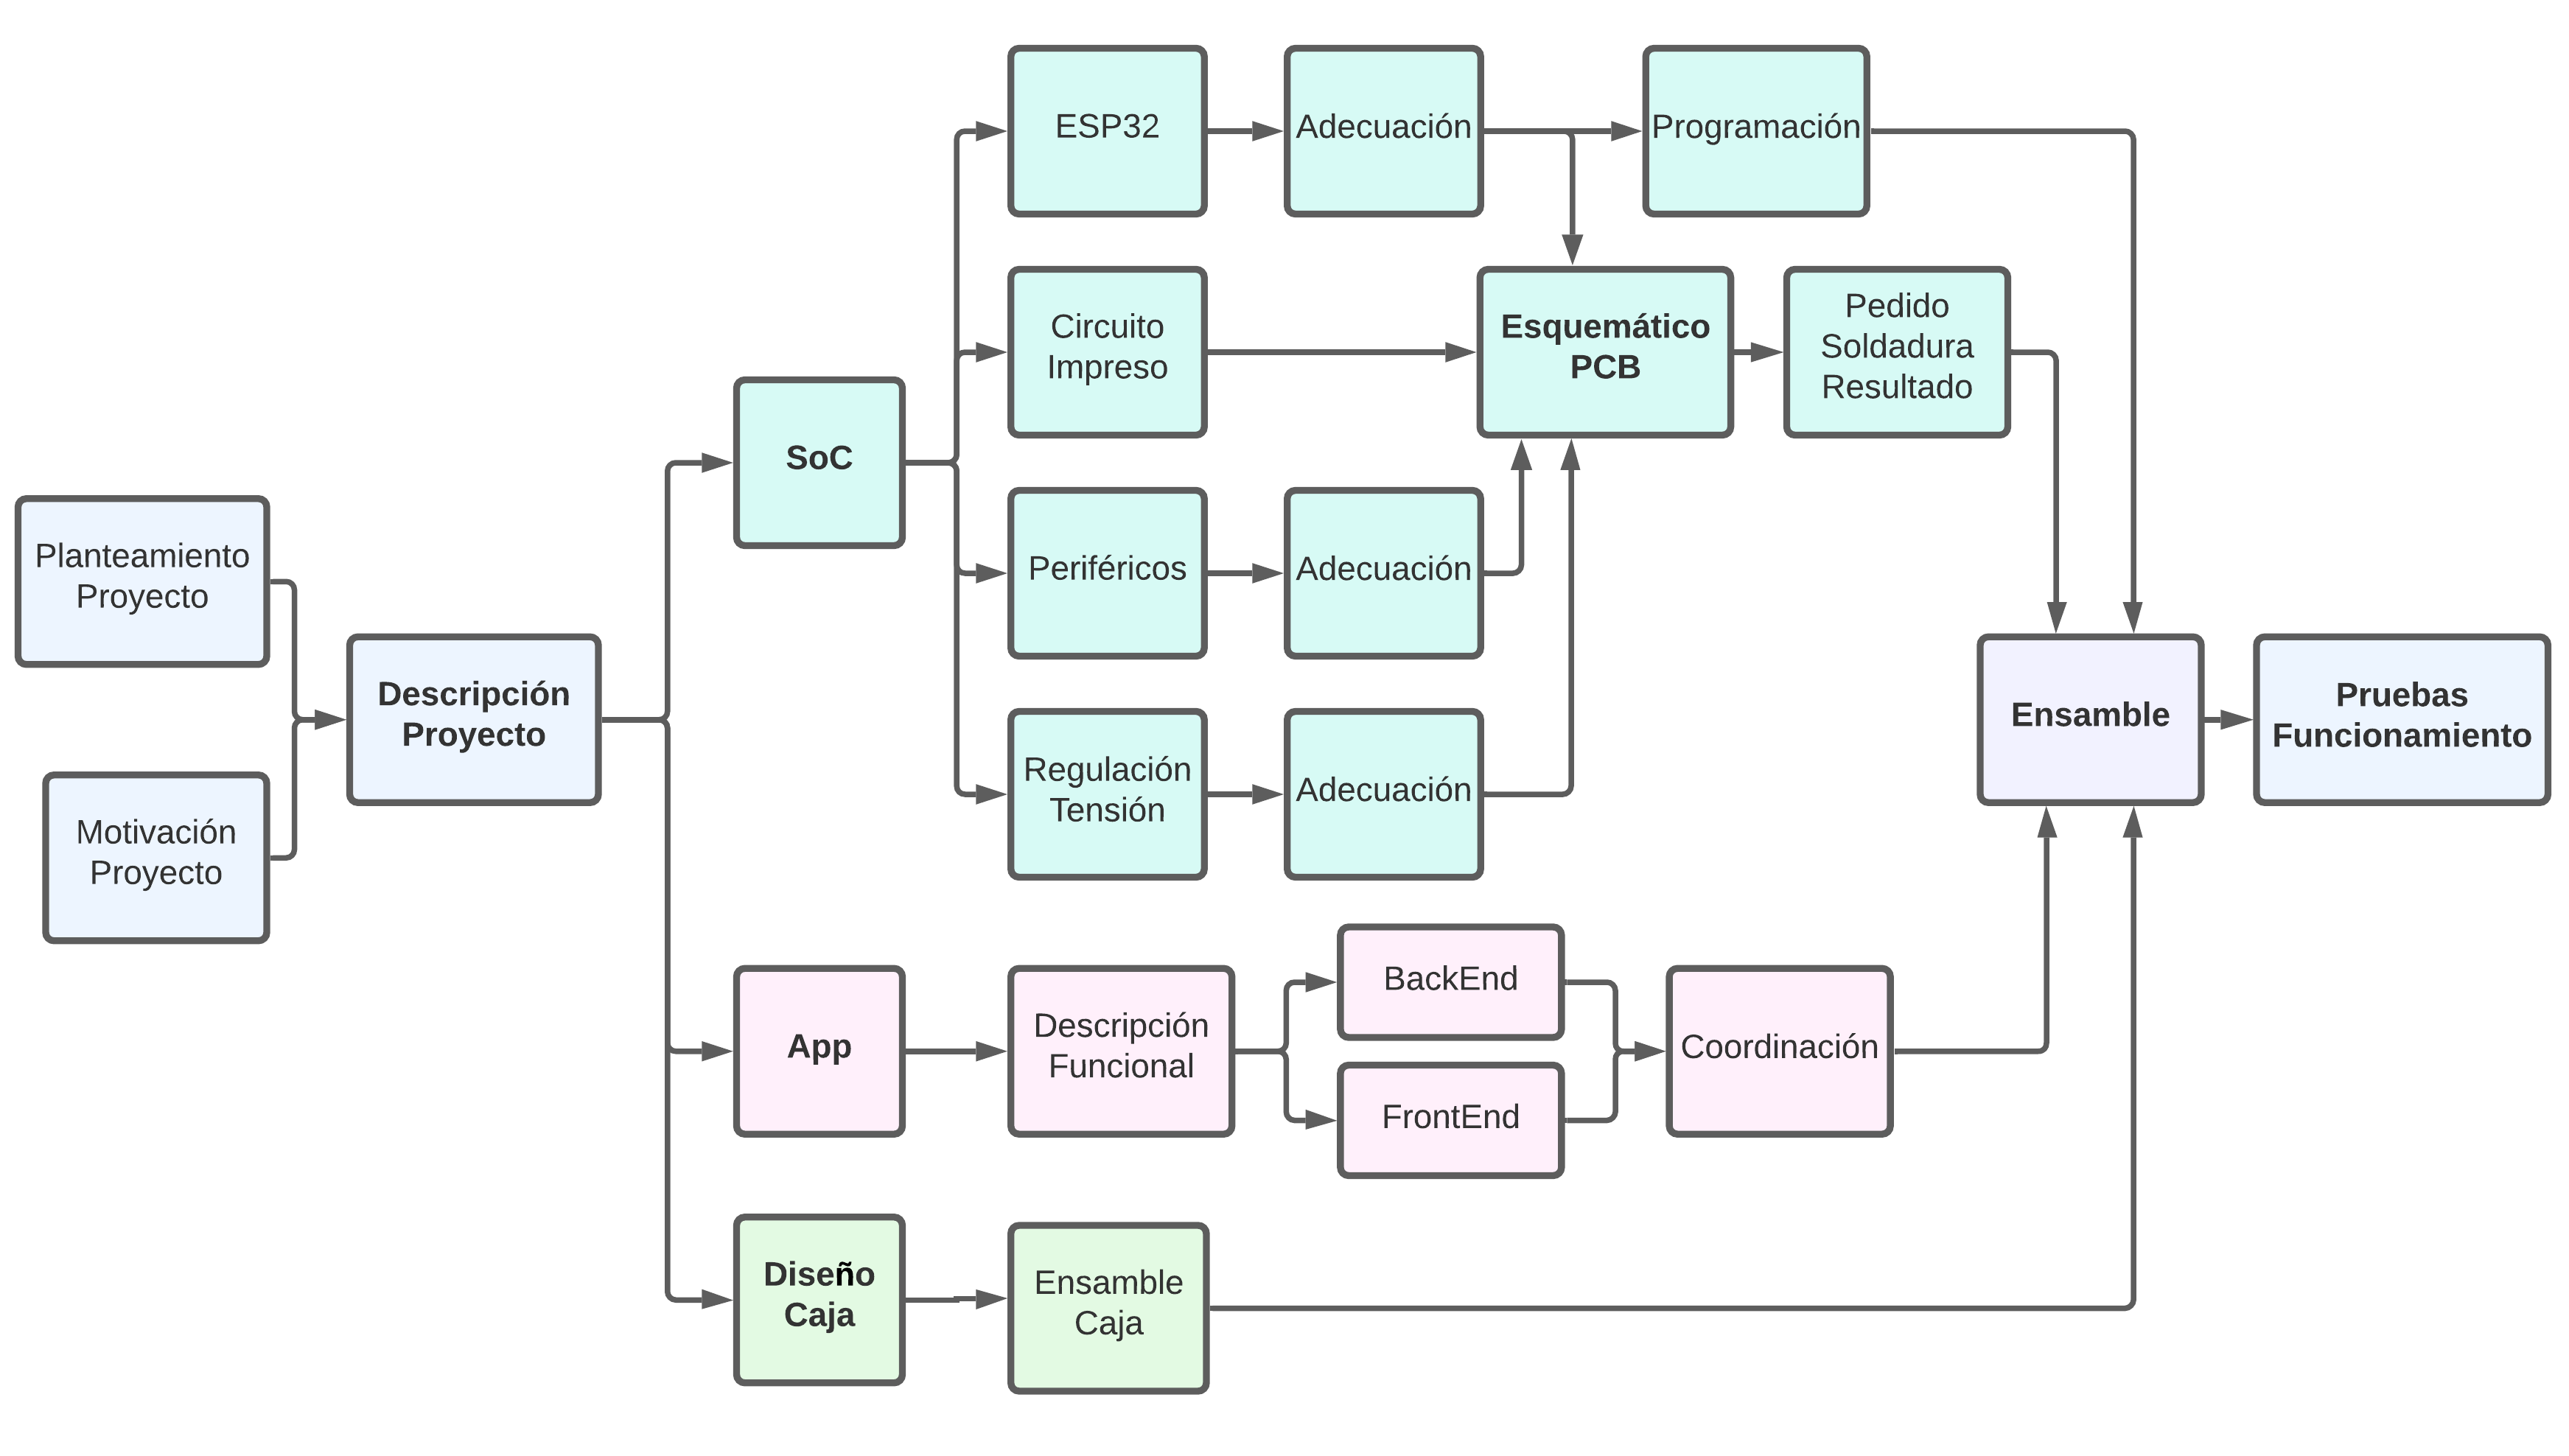 ESP32
Adecuación
Programación
Circuito
Impreso
Esquemático
PCB
Pedido
Soldadura
Resultado
SoC
Planteamiento
Proyecto
Periféricos
Adecuación
Descripción
Proyecto
Regulación
Tensión
Adecuación
Ensamble
Pruebas
Funcionamiento
Motivación
Proyecto
App
Descripción
Funcional
BackEnd
FrontEnd
Coordinación
Diseño
Caja
Ensamble
Caja